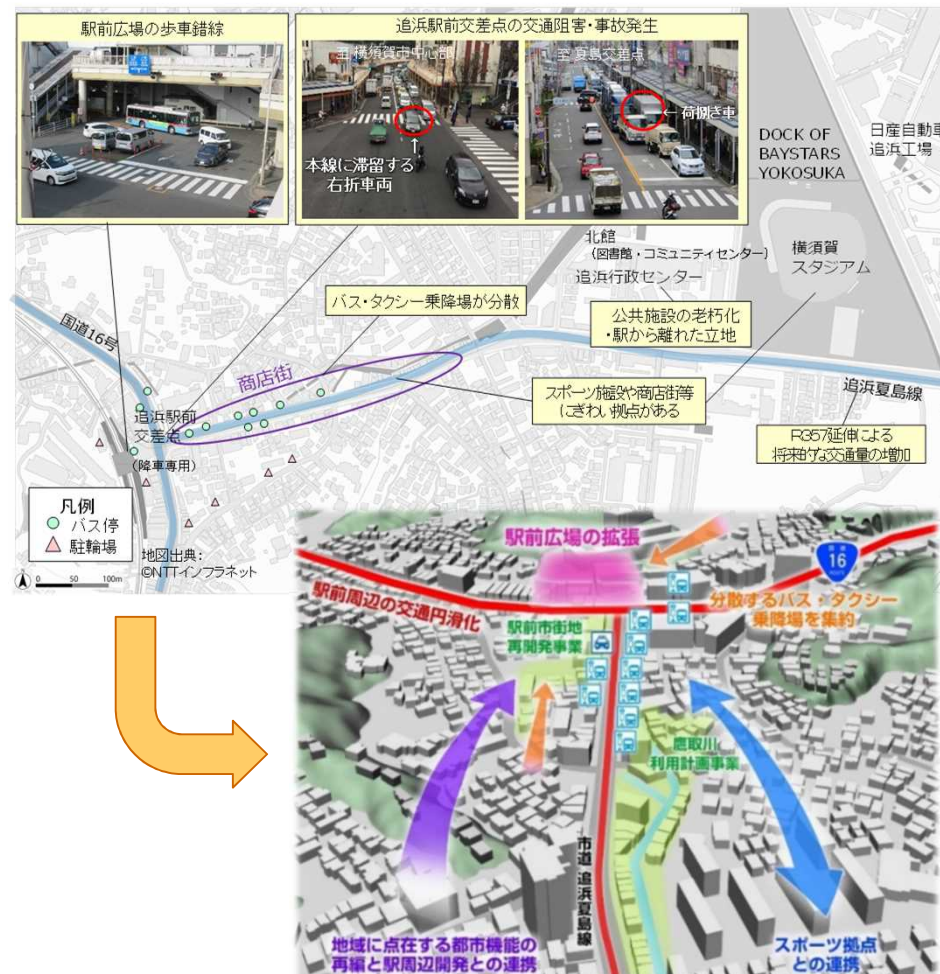 駅前広場の歩車錯綜
追浜駅前交差点の交通阻害・事故発生
至 横須賀市中心部
本線に滞留する
右折車両
至 夏島交差点
荷捌き車
DOCK OF
BAYSTARS
YOKOSUKA
日産自動車
追浜工場
横須賀
スタジアム
北館
(図書館・コミュニティセンター)
追浜行政センター
バス・タクシー乗降場が分散
公共施設の老朽化
・駅から離れた立地
国道16号
商店街
スポーツ施設や商店街等
にぎわい拠点がある
追浜夏島線
R357延伸による
将来的な交通量の増加
追浜駅前
交差点
(降車専用)
凡例
バス停
駐輪場
地図出典:
©NTTインフラネット
0 50 100m
駅前広場の拡張
16
駅前周辺の交通円滑化
分散するバス・タクシー
乗降場を集約
駅前市街地
再開発事業
鷹取川
利用計画事業
市道 追浜夏島線
地域に点在する都市機能の
再編と駅周辺開発との連携
スポーツ拠点
との連携